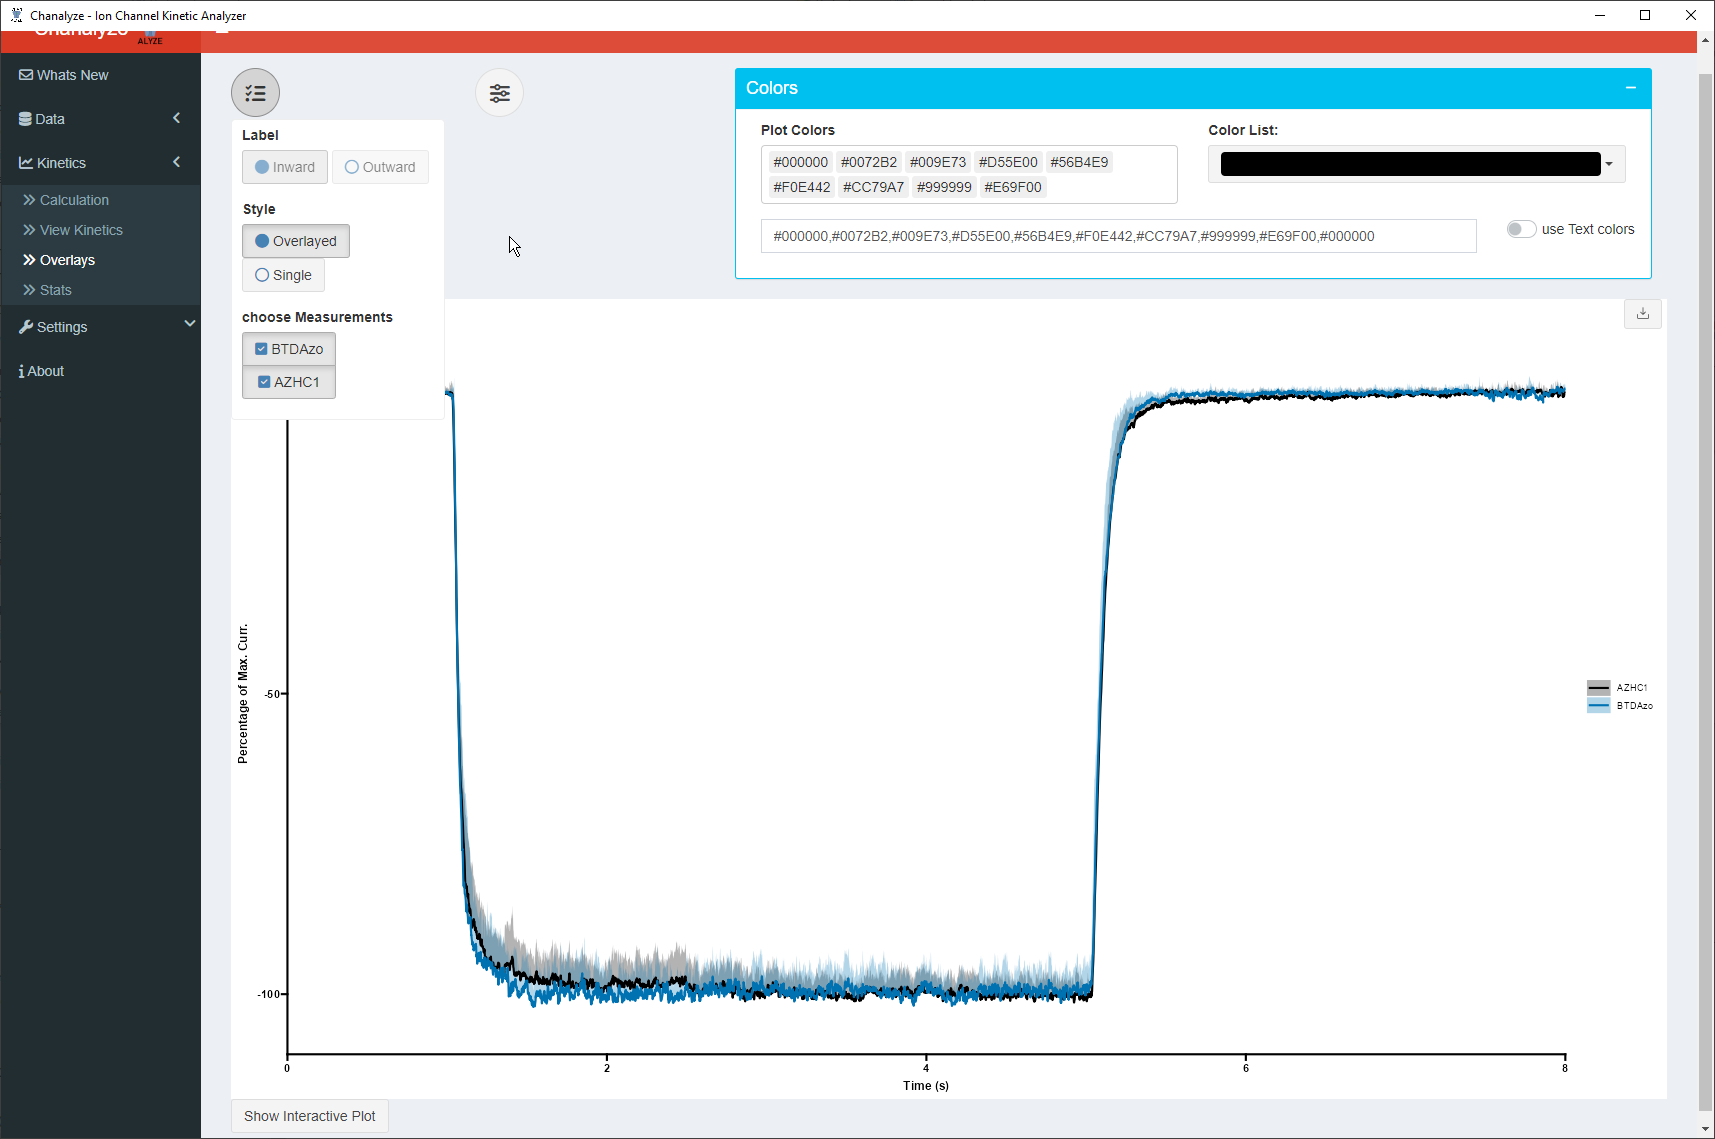 Chanalyze - Ion Channel Kinetic Analyzer
Chanalyze ALYZE
Whats New
Data
Kinetics
Calculation
View Kinetics
Overlays
Stats
Settings
About
Label
Inward Outward
Style
Overlayed
Single
choose Measurements
BTDAzo
AZHC1
Colors
Plot Colors
#000000 #0072B2 #009E73 #D55E00 #56B4E9
#F0E442 #CC79A7 #999999 #E69F00
Color List:
#000000,#0072B2,#009E73,#D55E00,#56B4E9,#F0E442,#CC79A7,#999999,#E69F00,#000000
use Text colors
Percentage of Max. Curr.
-50
-100
0 2 4 6 8
Time (s)
AZHC1
BTDAzo
Show Interactive Plot